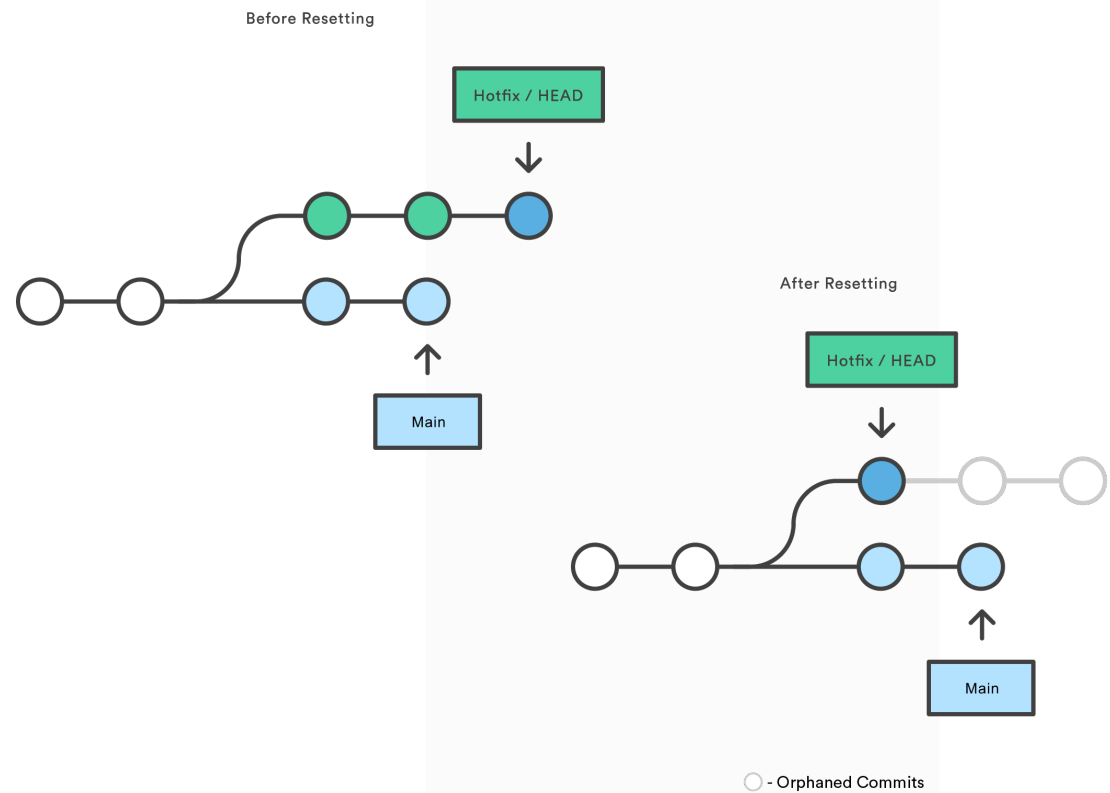 Before Resetting
Hotfix / HEAD
Main
After Resetting
Hotfix / HEAD
Main
- Orphaned Commits